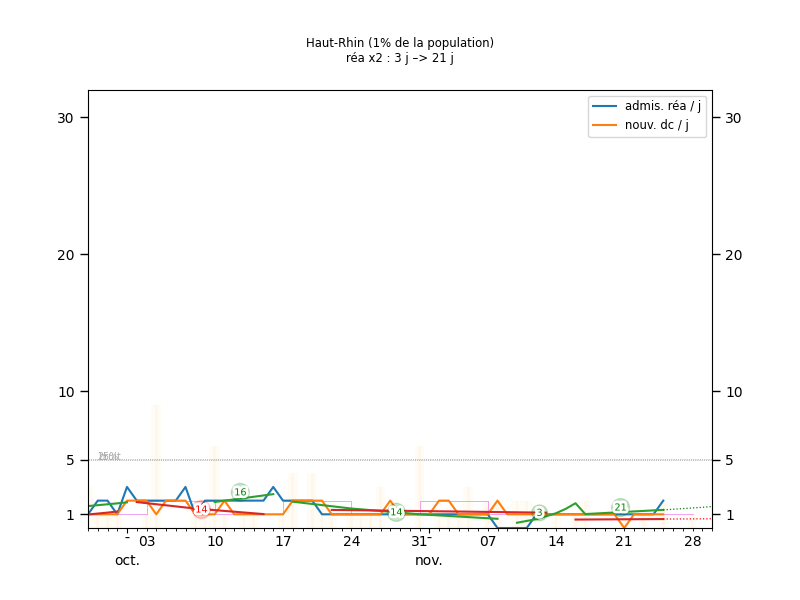 Haut-Rhin (1% de la population)
réa x2 : 3 j –> 21 j
admis. réa / j
nouv. dc / j
30 30
20 20
10 10
5 5
1 1
16
14
14
3
21
03 10 17 24 31 07 14 21 28
oct. nov.